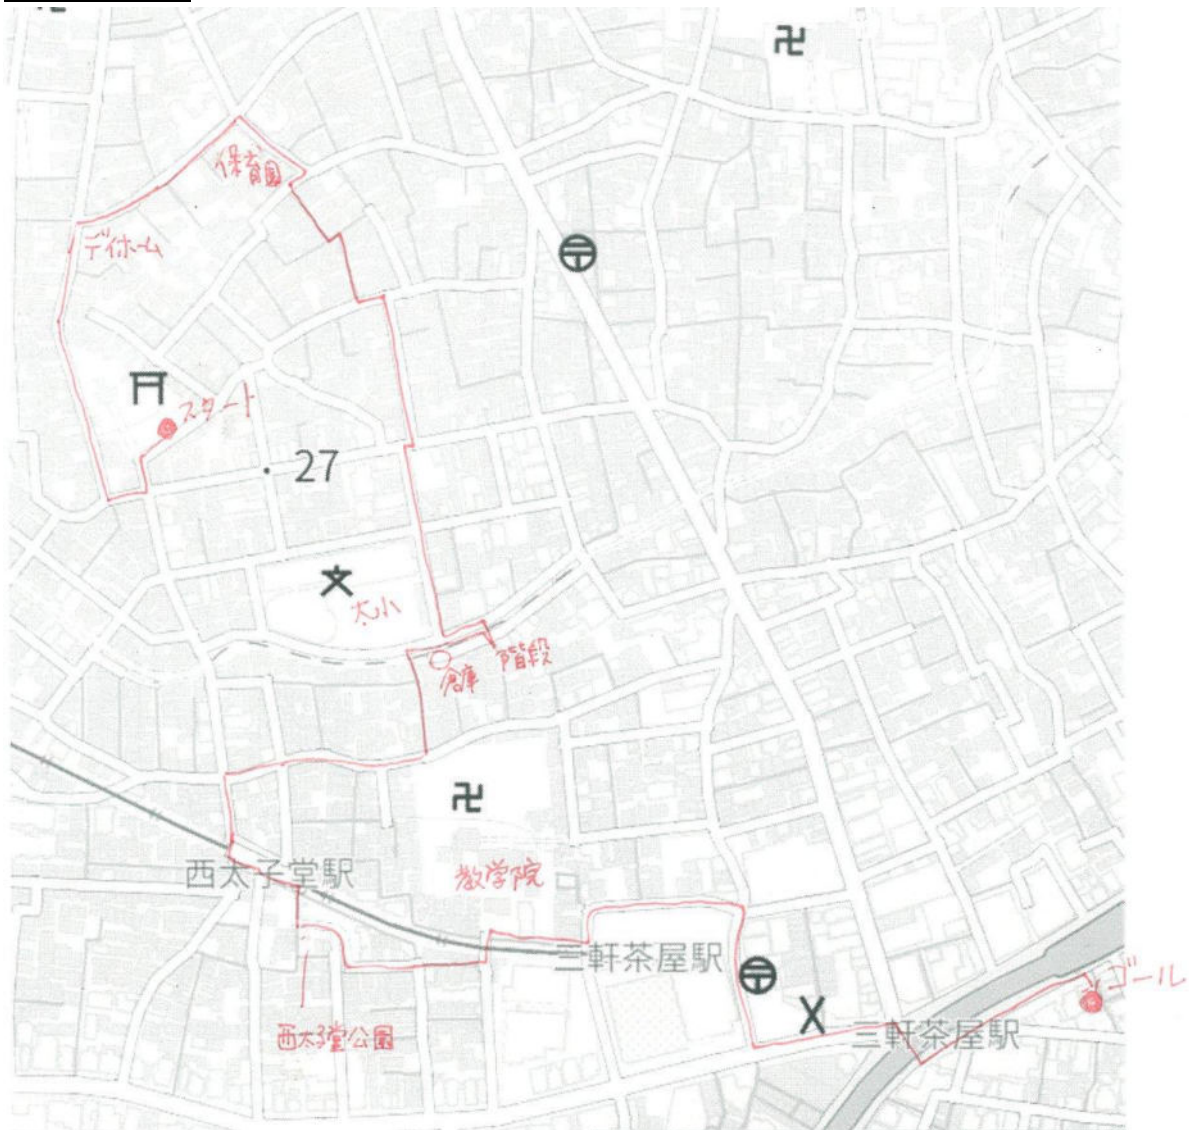 保育園
デイホーム
スタート
27
太小
階段
倉庫
教学院
西太子堂駅
三軒茶屋駅
ゴール
西太子堂公園
三軒茶屋駅